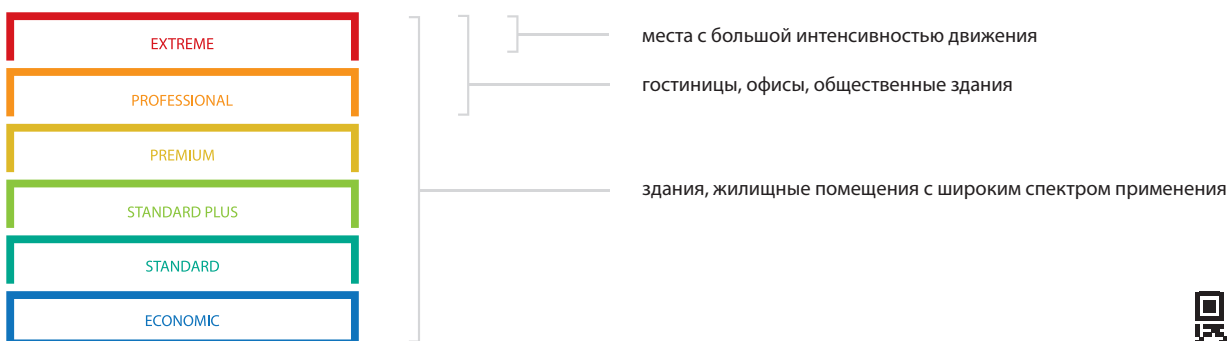 EXTREME
места с большой интенсивностью движения
гостиницы, офисы, общественные здания
PROFESSIONAL
PREMIUM
здания, жилищные помещения с широким спектром применения
STANDARD PLUS
STANDARD
ECONOMIC